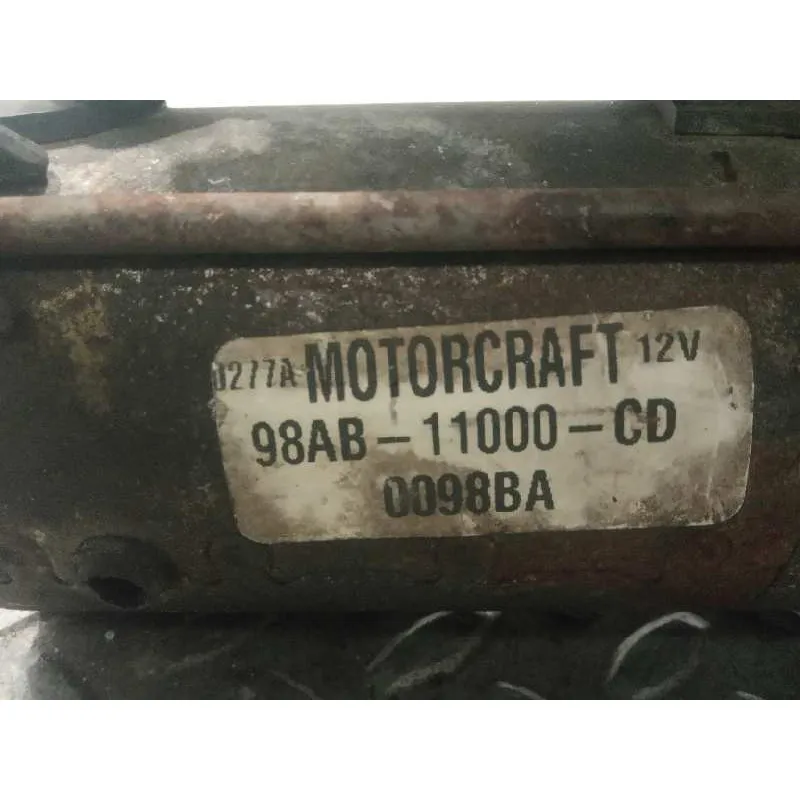 0277A MOTORCRAFT 12V
98AB-11000-CD
0098BA